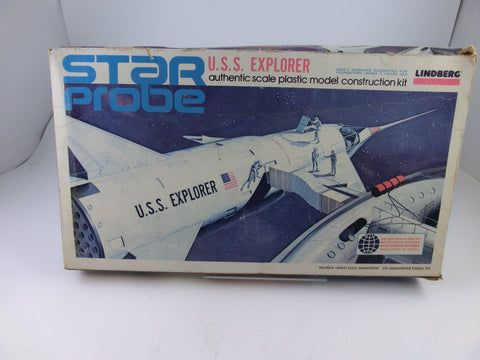 STAR
PROBE
U.S.S. EXPLORER
authentic scale plastic model construction kit
LINDBERG
U.S.S. EXPLORER
Modèle réduit pour assembler
Un-assembled hobby kit